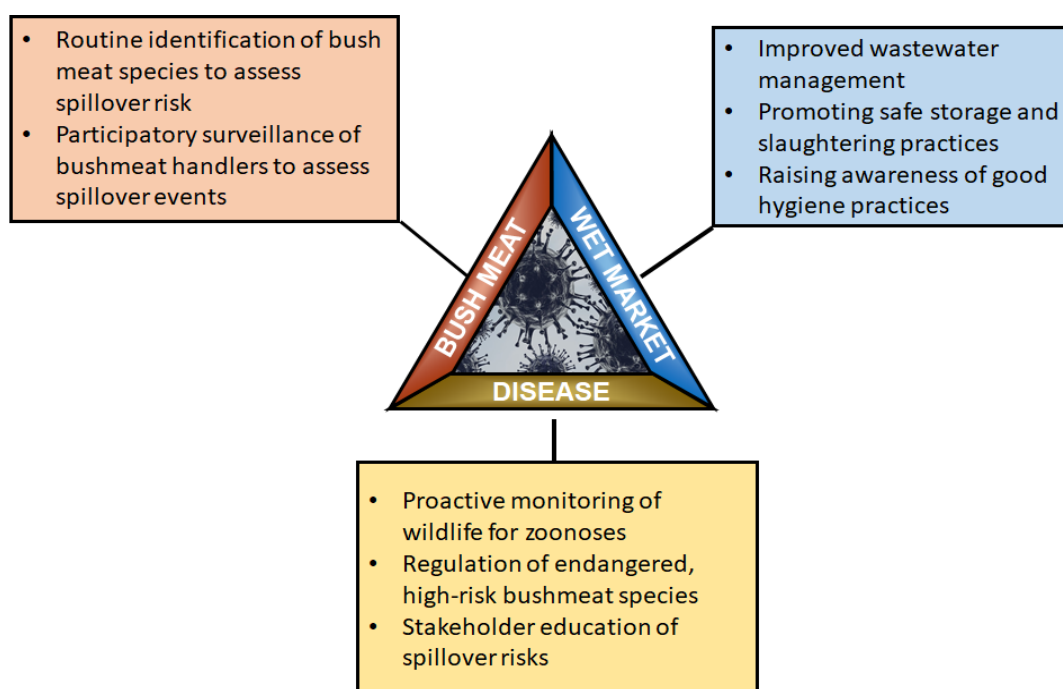 • Routine identification of bush
meat species to assess
spillover risk
• Participatory surveillance of
bushmeat handlers to assess
spillover events
• Improved wastewater
management
• Promoting safe storage and
slaughtering practices
• Raising awareness of good
hygiene practices
BUSH MEAT
WET MARKET
DISEASE
• Proactive monitoring of
wildlife for zoonoses
• Regulation of endangered,
high-risk bushmeat species
• Stakeholder education of
spillover risks